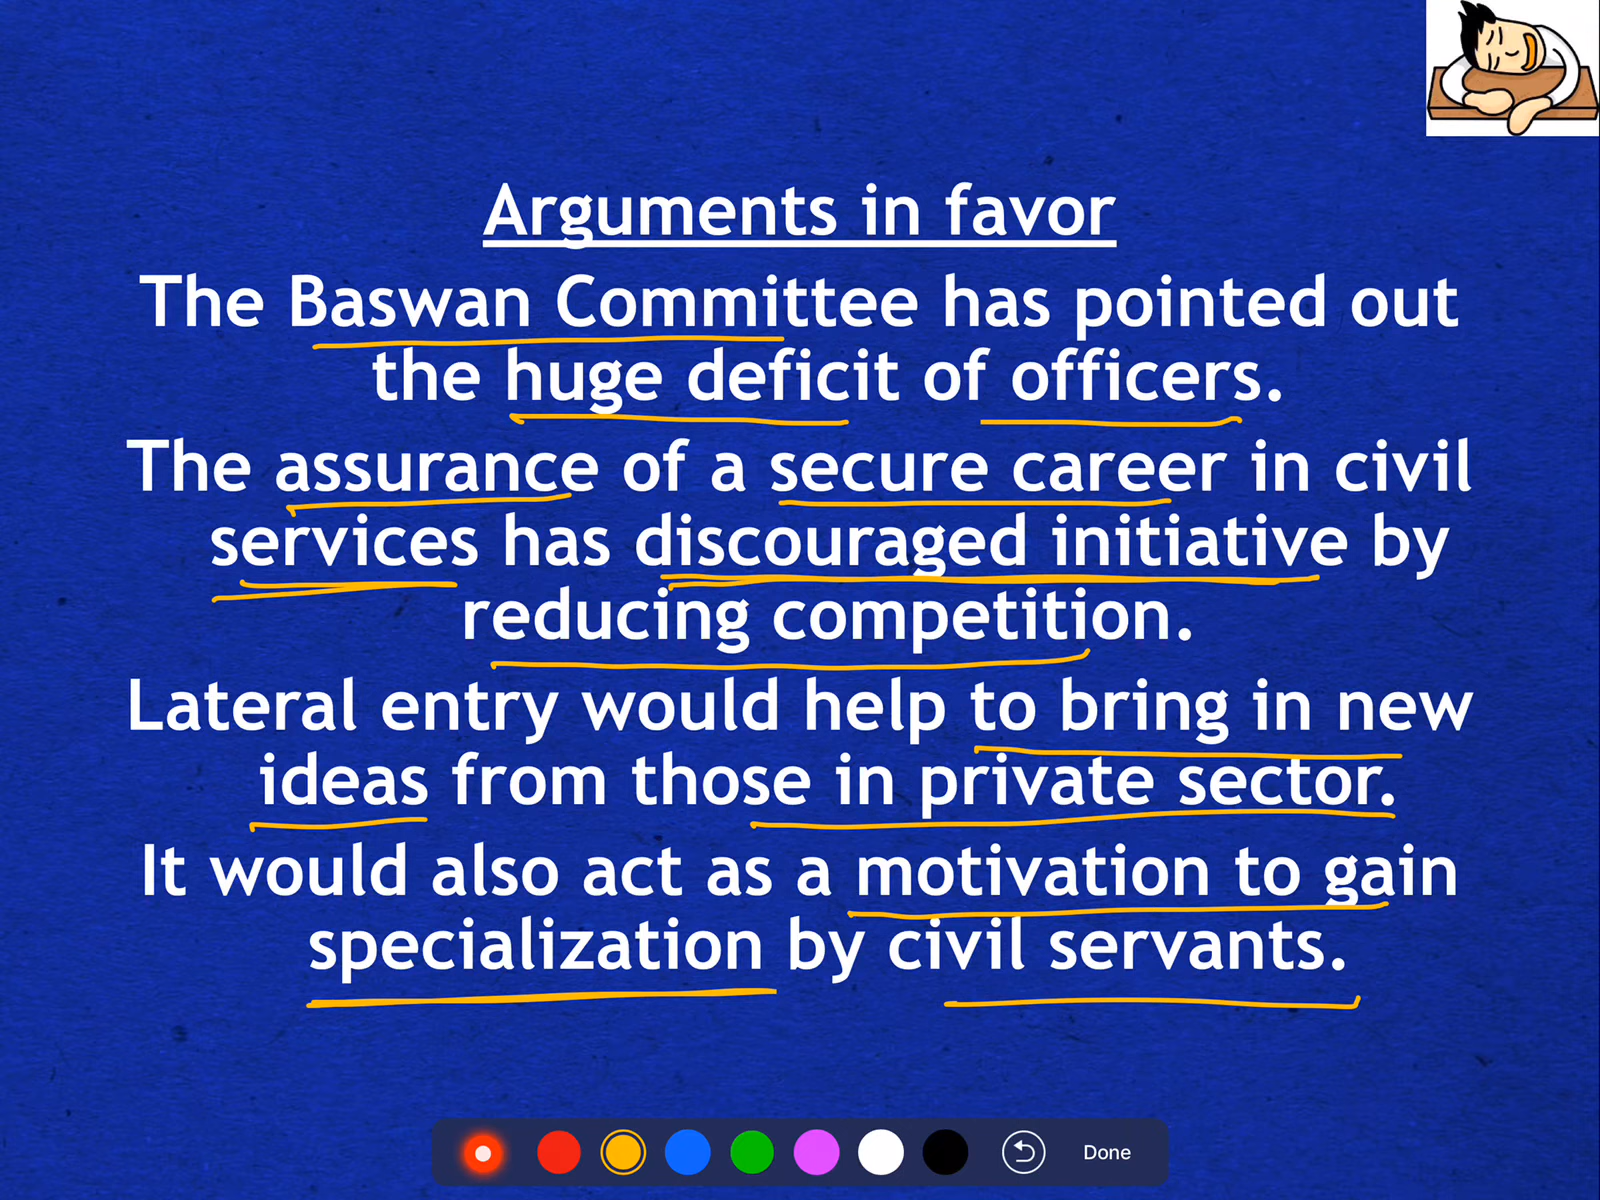 Arguments in favor
The Baswan Committee has pointed out
the huge deficit of officers.
The assurance of a secure career in civil
services has discouraged initiative by
reducing competition.
Lateral entry would help to bring in new
ideas from those in private sector.
It would also act as a motivation to gain
specialization by civil servants.
Done